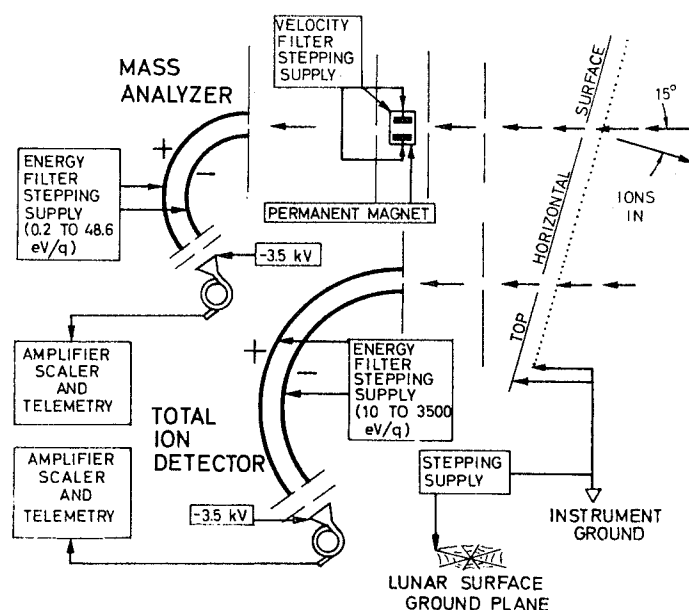 VELOCITY
FILTER
STEPPING
SUPPLY
MASS
ANALYZER
SURFACE
15°
+
-
ENERGY
FILTER
STEPPING
SUPPLY
(0.2 TO 48.6
eV/q)
IONS
IN
PERMANENT MAGNET
HORIZONTAL
-3.5 kV
TOP
AMPLIFIER
SCALER
AND
TELEMETRY
+
-
ENERGY
FILTER
STEPPING
SUPPLY
(10 TO 3500
eV/q)
TOTAL
ION
DETECTOR
AMPLIFIER
SCALER
AND
TELEMETRY
-3.5 kV
STEPPING
SUPPLY
INSTRUMENT
GROUND
LUNAR SURFACE
GROUND PLANE